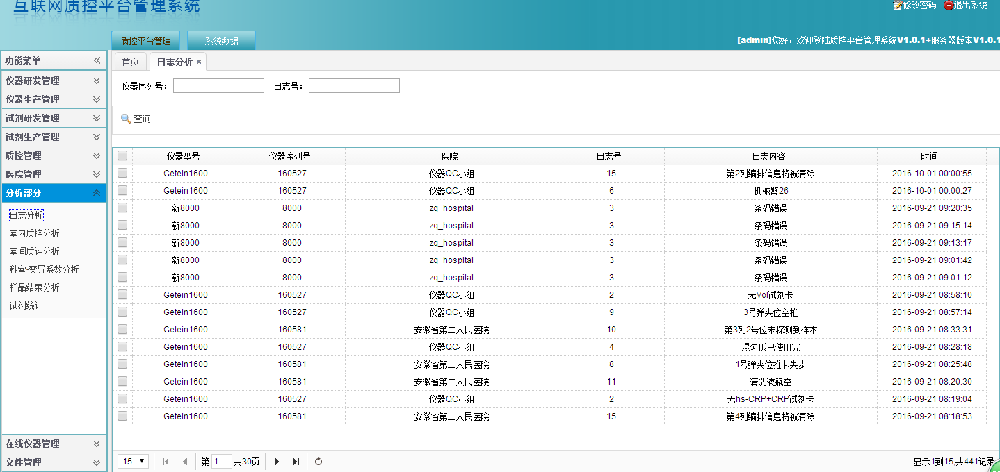 互联网质控平台管理系统
修改密码 退出系统
质控平台管理 系统数据
[admin]您好，欢迎登陆质控平台管理系统V1.0.1+服务器版本V1.0.1
功能菜单
仪器研发管理
仪器生产管理
试剂研发管理
试剂生产管理
质控管理
医院管理
分析部分
日志分析
室内质控分析
室间质评分析
科室-变异系数分析
样品结果分析
试剂统计
在线仪器管理
文件管理
首页 日志分析 ×
仪器序列号： 日志号：
查询
仪器型号 仪器序列号 医院 日志号 日志内容 时间
Getein1600 160527 仪器QC小组 15 第2列编排信息将被清除 2016-10-01 00:00:55
Getein1600 160527 仪器QC小组 6 机械臂26 2016-10-01 00:00:27
新8000 8000 zq_hospital 3 条码错误 2016-09-21 09:20:35
新8000 8000 zq_hospital 3 条码错误 2016-09-21 09:15:14
新8000 8000 zq_hospital 3 条码错误 2016-09-21 09:13:17
新8000 8000 zq_hospital 3 条码错误 2016-09-21 09:01:42
新8000 8000 zq_hospital 3 条码错误 2016-09-21 09:01:12
Getein1600 160527 仪器QC小组 2 无Vol试剂卡 2016-09-21 08:58:10
Getein1600 160527 仪器QC小组 9 3号弹夹位空推 2016-09-21 08:57:14
Getein1600 160581 安徽省第二人民医院 10 第3列2号位未探测到样本 2016-09-21 08:33:31
Getein1600 160527 仪器QC小组 4 混匀版已使用完 2016-09-21 08:28:18
Getein1600 160581 安徽省第二人民医院 8 1号弹夹位推卡失步 2016-09-21 08:25:48
Getein1600 160581 安徽省第二人民医院 11 清洗液瓶空 2016-09-21 08:20:30
Getein1600 160527 仪器QC小组 2 无hs-CRP+CRP试剂卡 2016-09-21 08:19:04
Getein1600 160581 安徽省第二人民医院 15 第4列编排信息将被清除 2016-09-21 08:18:53
15 第 1 共30页 显示1到15,共441记录